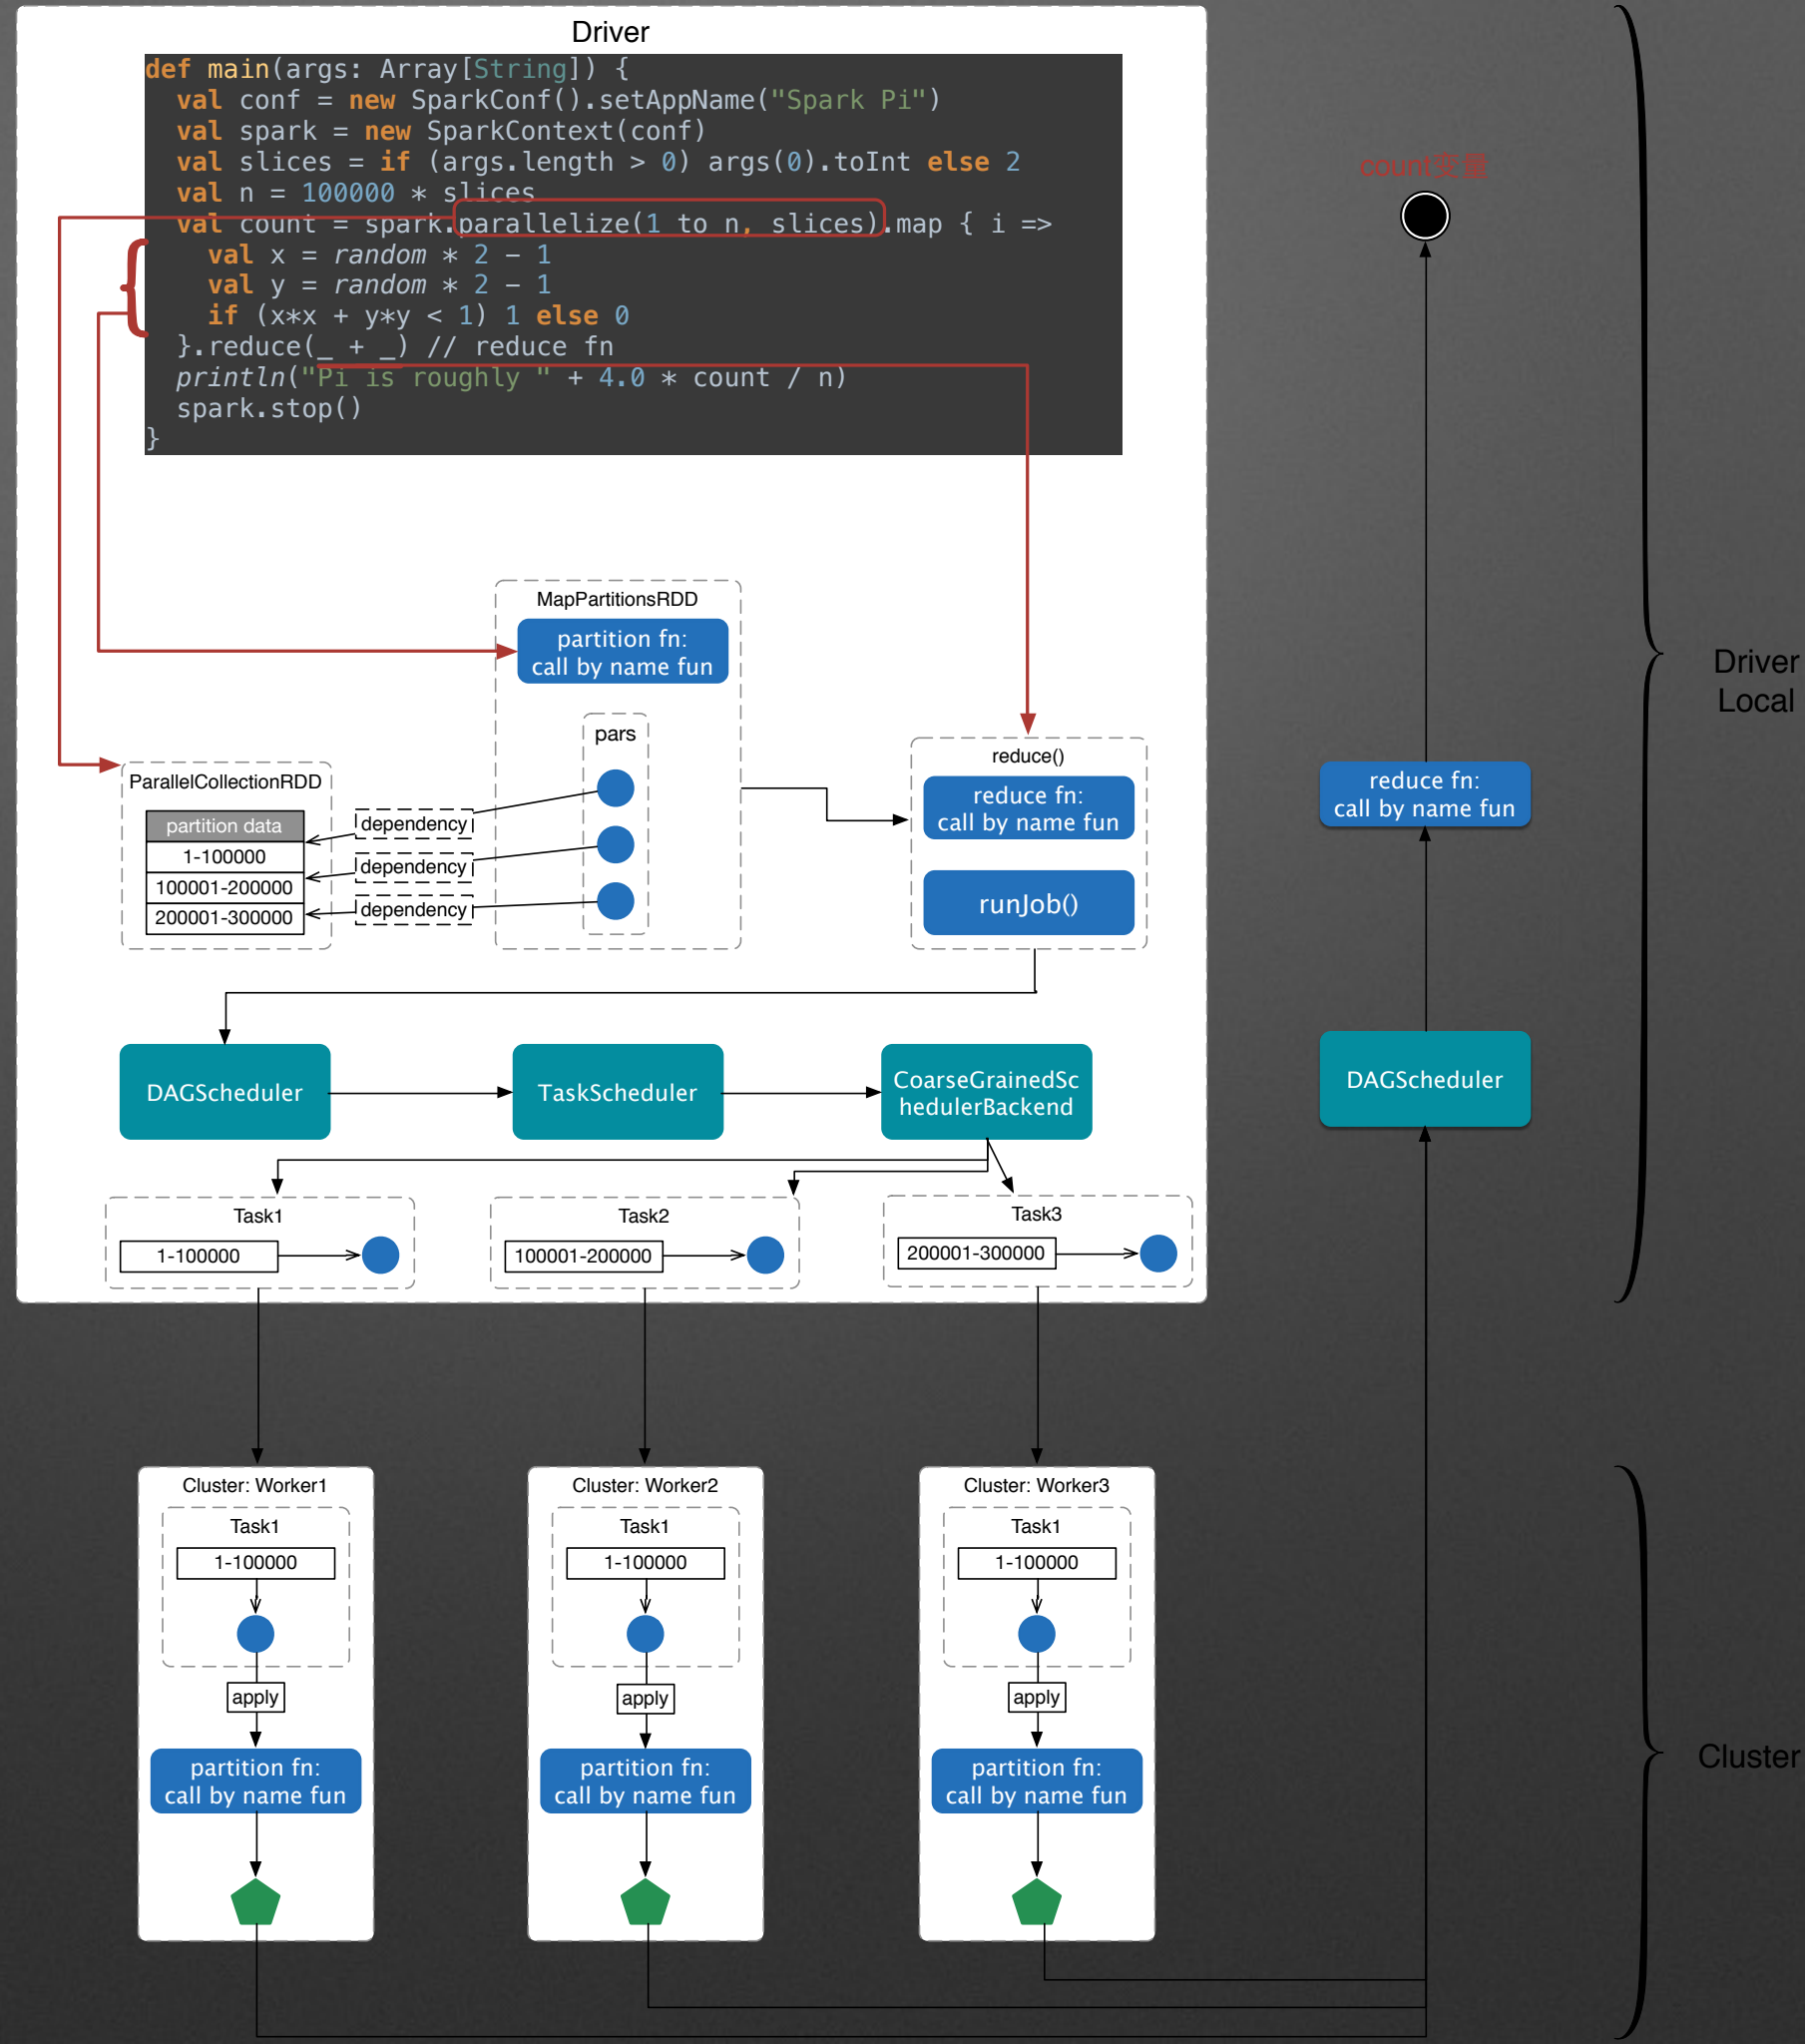 Driver
def main(args: Array[String]) {
val conf = new SparkConf().setAppName("Spark Pi")
val spark = new SparkContext(conf)
val slices = if (args.length > 0) args(0).toInt else 2
val n = 100000 * slices
val count = spark.parallelize(1 to n, slices).map { i =>
val x = random * 2 - 1
val y = random * 2 - 1
if (x*x + y*y < 1) 1 else 0
}.reduce(_ + _) // reduce fn
println("Pi is roughly " + 4.0 * count / n)
spark.stop()
}
count变量
Driver
Local
MapPartitionsRDD
partition fn:
call by name fun
pars
ParallelCollectionRDD
partition data
1-100000
100001-200000
200001-300000
dependency
dependency
dependency
reduce()
reduce fn:
call by name fun
runJob()
reduce fn:
call by name fun
DAGScheduler
TaskScheduler
CoarseGrainedSc
hedulerBackend
DAGScheduler
Task1
1-100000
Task2
100001-200000
Task3
200001-300000
Cluster: Worker1
Task1
1-100000
apply
partition fn:
call by name fun
Cluster: Worker2
Task1
1-100000
apply
partition fn:
call by name fun
Cluster: Worker3
Task1
1-100000
apply
partition fn:
call by name fun
Cluster